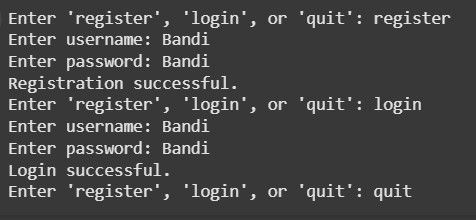 Enter 'register', 'login', or 'quit': register
Enter username: Bandi
Enter password: Bandi
Registration successful.
Enter 'register', 'login', or 'quit': login
Enter username: Bandi
Enter password: Bandi
Login successful.
Enter 'register', 'login', or 'quit': quit